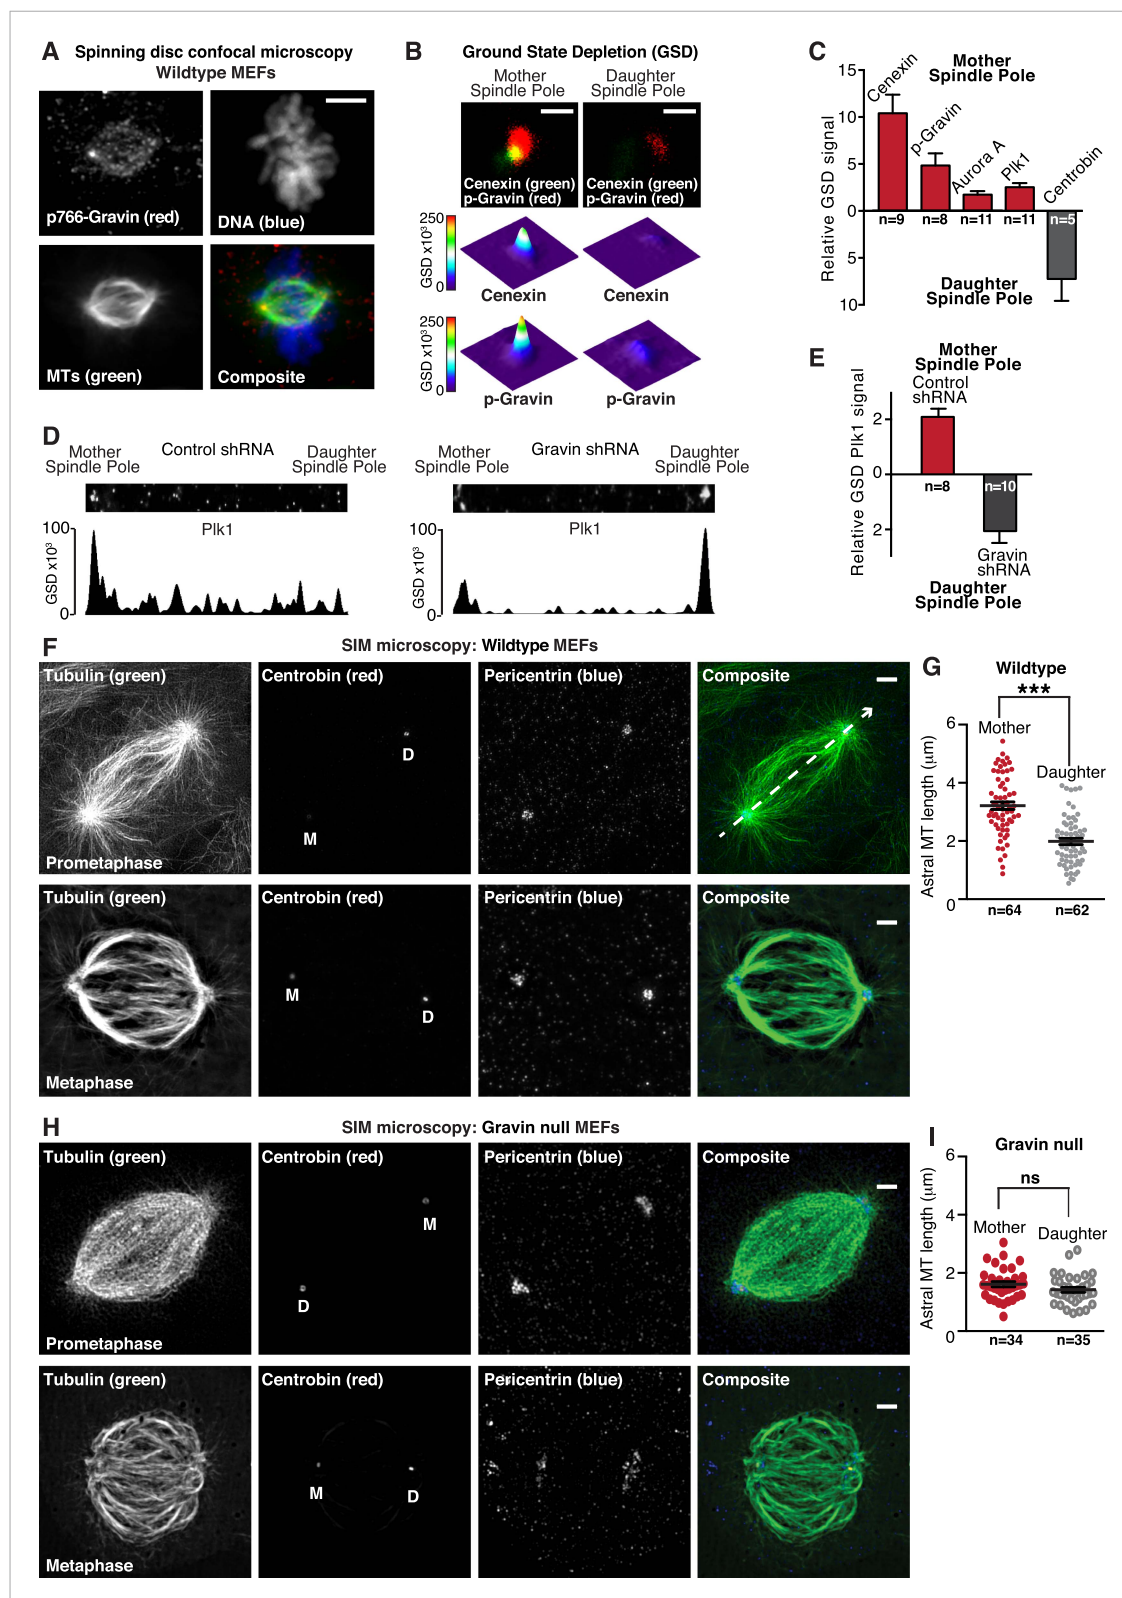 A
Spinning disc confocal microscopy
Wildtype MEFs
p766-Gravin (red)
DNA (blue)
MTs (green)
Composite
B
Ground State Depletion (GSD)
Mother
Spindle Pole
Daughter
Spindle Pole
Cenexin (green)
p-Gravin (red)
Cenexin (green)
p-Gravin (red)
250
GSD x10³
0
Cenexin
Cenexin
250
GSD x10³
0
p-Gravin
p-Gravin
C
Mother
Spindle Pole
Relative GSD signal
15
10
5
0
5
10
Cenexin
p-Gravin
Aurora A
Plk1
Centrobin
n=9
n=8
n=11
n=11
n=5
Daughter
Spindle Pole
D
Mother
Spindle Pole
Control shRNA
Daughter
Spindle Pole
Plk1
100
GSD x10³
0
Mother
Spindle Pole
Gravin shRNA
Daughter
Spindle Pole
Plk1
100
GSD x10³
0
E
Mother
Spindle Pole
Relative GSD Plk1 signal
Control
shRNA
2
0
2
n=8
n=10
Gravin
shRNA
Daughter
Spindle Pole
F
SIM microscopy: Wildtype MEFs
Tubulin (green)
Prometaphase
Centrobin (red)
D
M
Pericentrin (blue)
Composite
Tubulin (green)
Metaphase
Centrobin (red)
M
D
Pericentrin (blue)
Composite
G
Wildtype
***
Mother
Daughter
Astral MT length (µm)
6
4
2
0
n=64
n=62
H
SIM microscopy: Gravin null MEFs
Tubulin (green)
Prometaphase
Centrobin (red)
M
D
Pericentrin (blue)
Composite
Tubulin (green)
Metaphase
Centrobin (red)
M
D
Pericentrin (blue)
Composite
I
Gravin null
ns
Mother
Daughter
Astral MT length (µm)
6
4
2
0
n=34
n=35